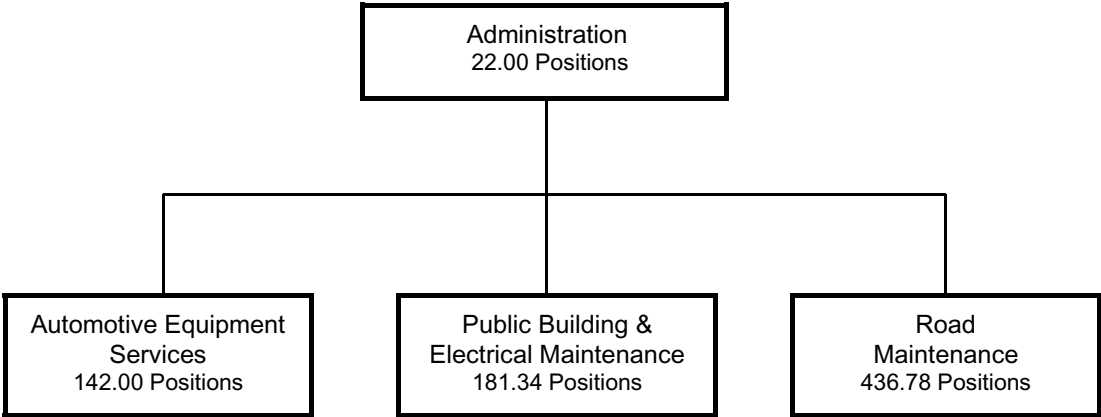 Administration
22.00 Positions
Automotive Equipment
Services
142.00 Positions
Public Building &
Electrical Maintenance
181.34 Positions
Road
Maintenance
436.78 Positions